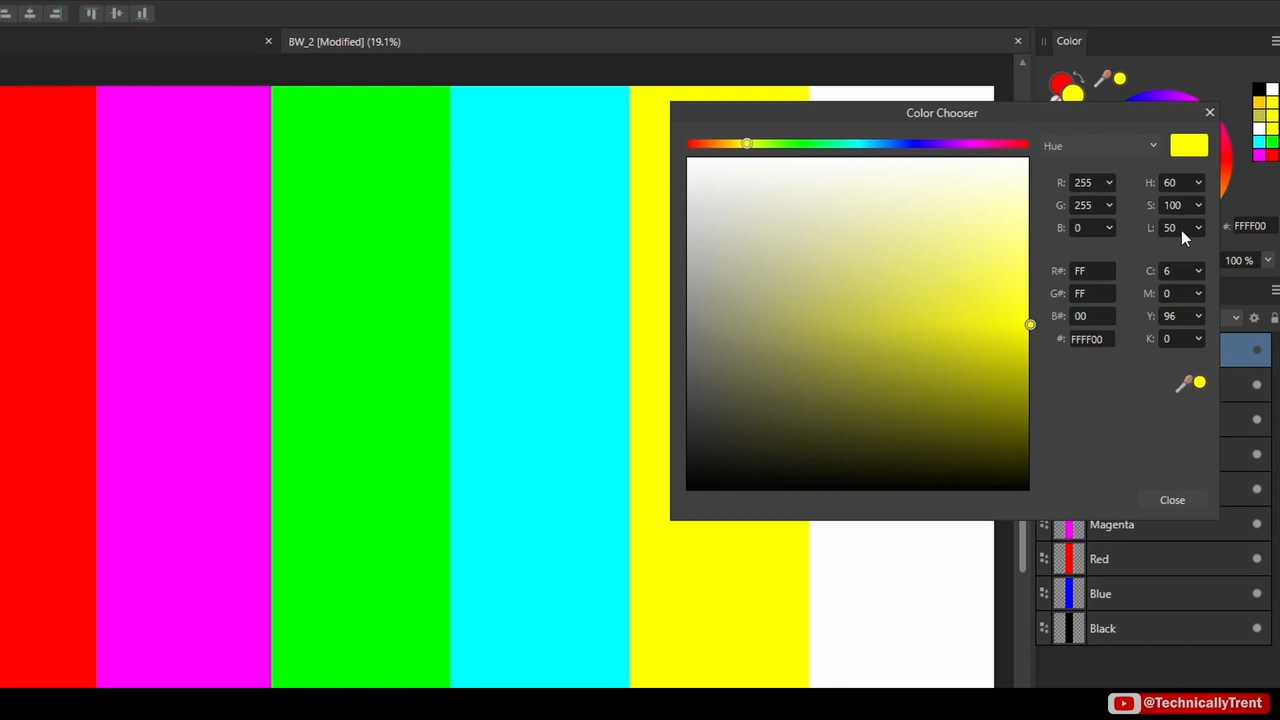 BW_2 [Modified] (19.1%)
Color
Color Chooser
Hue
R: 255 H: 60
G: 255 S: 100
B: 0 L: 50
#: FFFF00
100 %
R#: FF C: 6
G#: FF M: 0
B#: 00 Y: 96
#: FFFF00 K: 0
Close
Magenta
Red
Blue
Black
@TechnicallyTrent